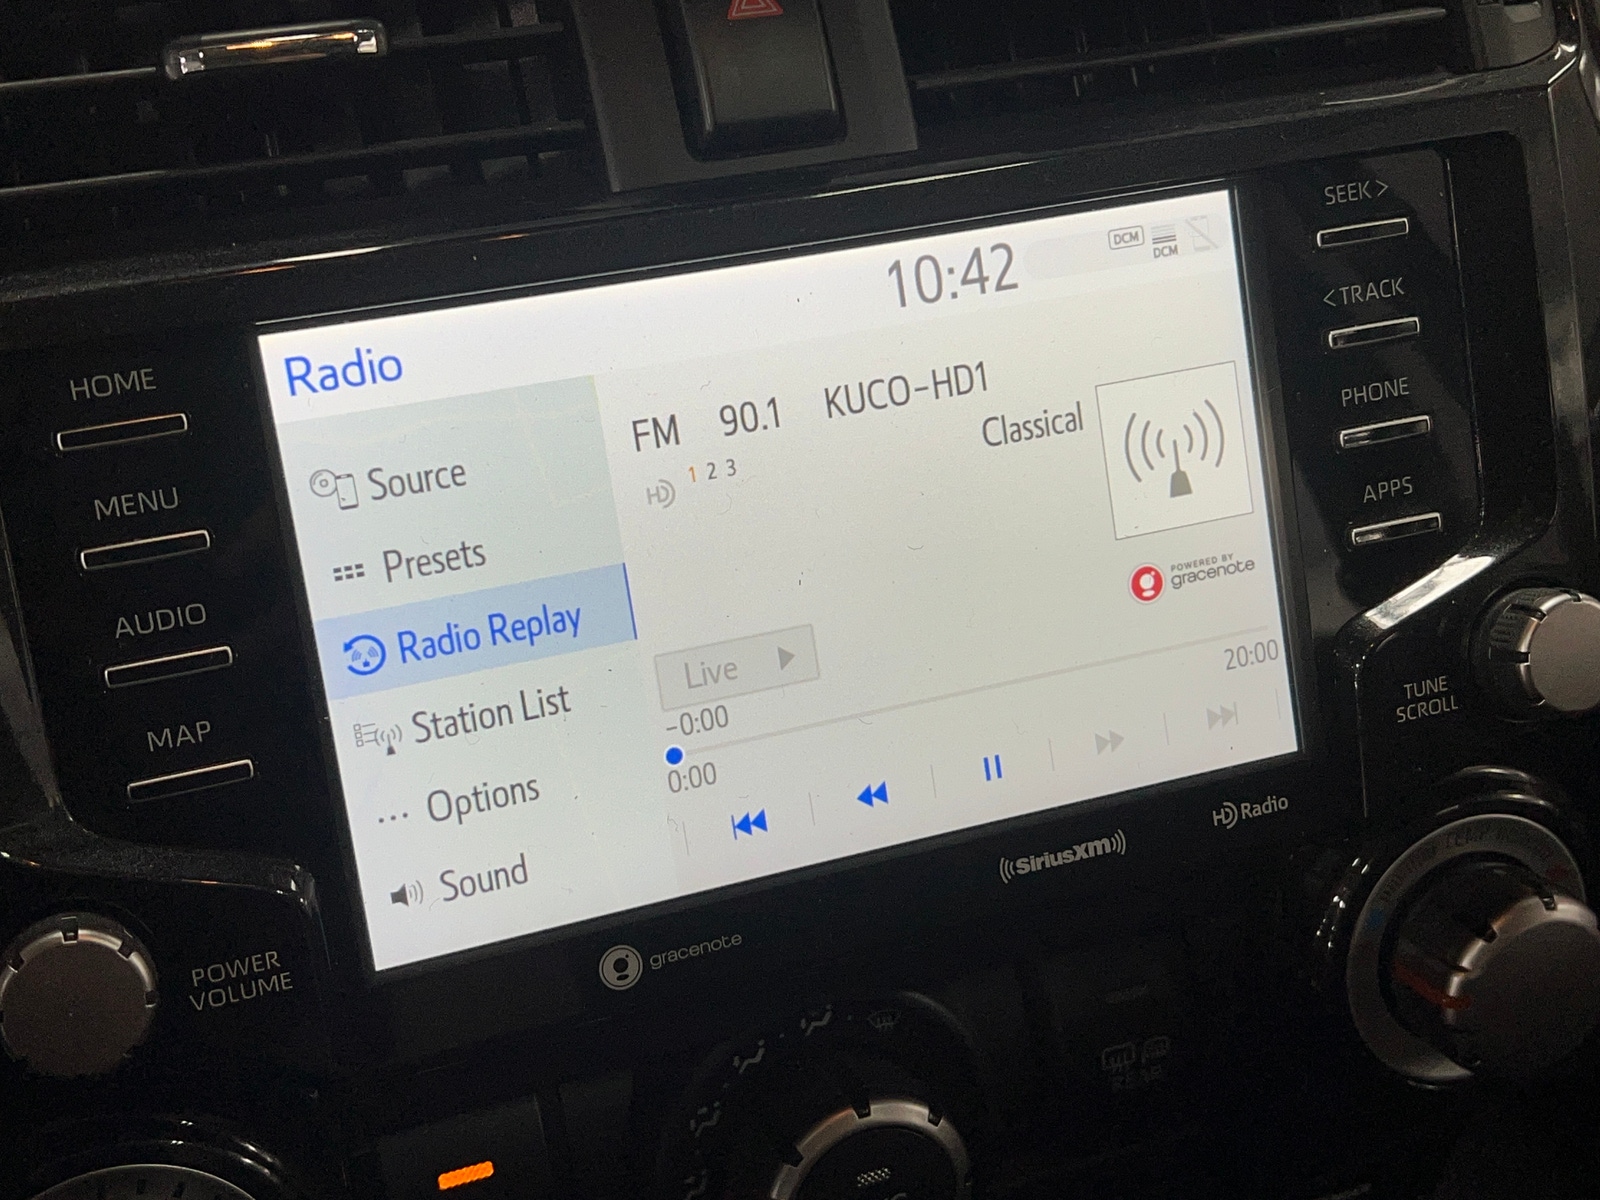 SEEK >
< TRACK
PHONE
APPS
TUNE
SCROLL
HOME
MENU
AUDIO
MAP
POWER
VOLUME
10:42
DCM
DCM
Radio
Source
Presets
Radio Replay
Station List
... Options
Sound
FM 90.1 KUCO-HD1
Classical
HD 1 2 3
POWERED BY
gracenote
Live
-0:00
20:00
0:00
gracenote
((SiriusXM))
HD Radio